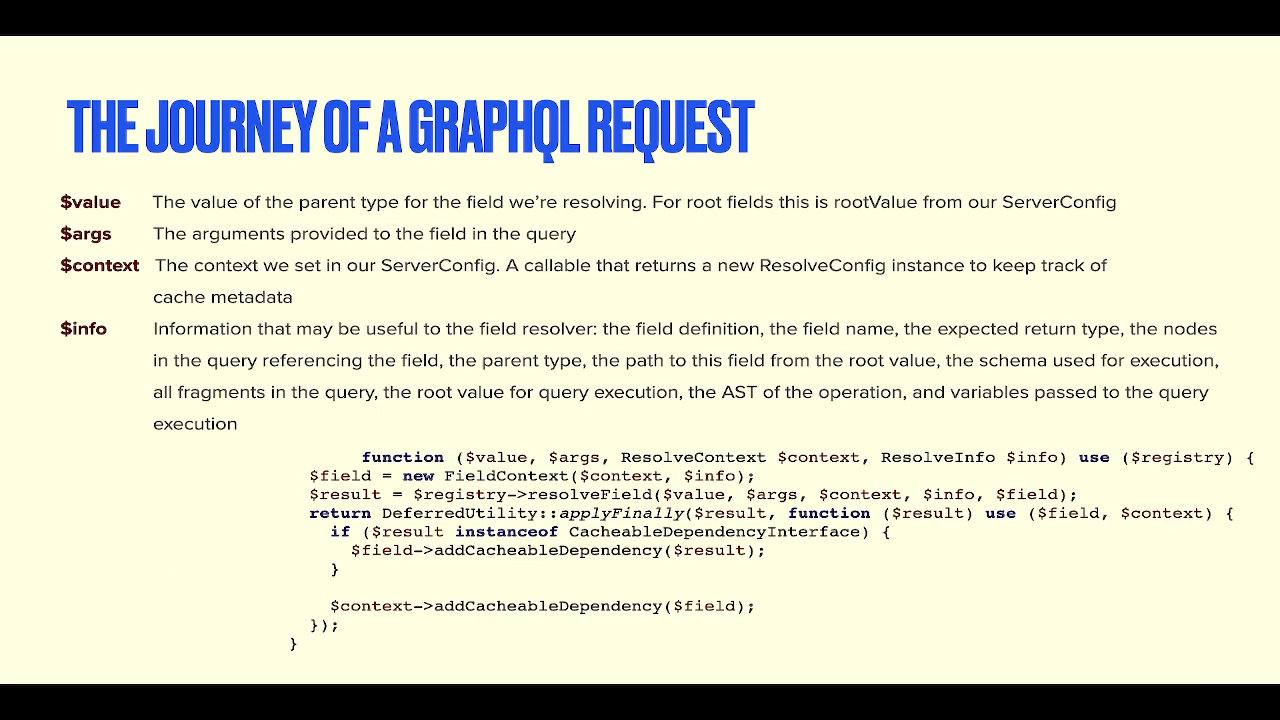 THE JOURNEY OF A GRAPHQL REQUEST
$value The value of the parent type for the field we’re resolving. For root fields this is rootValue from our ServerConfig
$args The arguments provided to the field in the query
$context The context we set in our ServerConfig. A callable that returns a new ResolveConfig instance to keep track of
cache metadata
$info Information that may be useful to the field resolver: the field definition, the field name, the expected return type, the nodes
in the query referencing the field, the parent type, the path to this field from the root value, the schema used for execution,
all fragments in the query, the root value for query execution, the AST of the operation, and variables passed to the query
execution
function ($value, $args, ResolveContext $context, ResolveInfo $info) use ($registry) {
$field = new FieldContext($context, $info);
$result = $registry->resolveField($value, $args, $context, $info, $field);
return DeferredUtility::applyFinally($result, function ($result) use ($field, $context) {
if ($result instanceof CacheableDependencyInterface) {
$field->addCacheableDependency($result);
}
$context->addCacheableDependency($field);
});
}